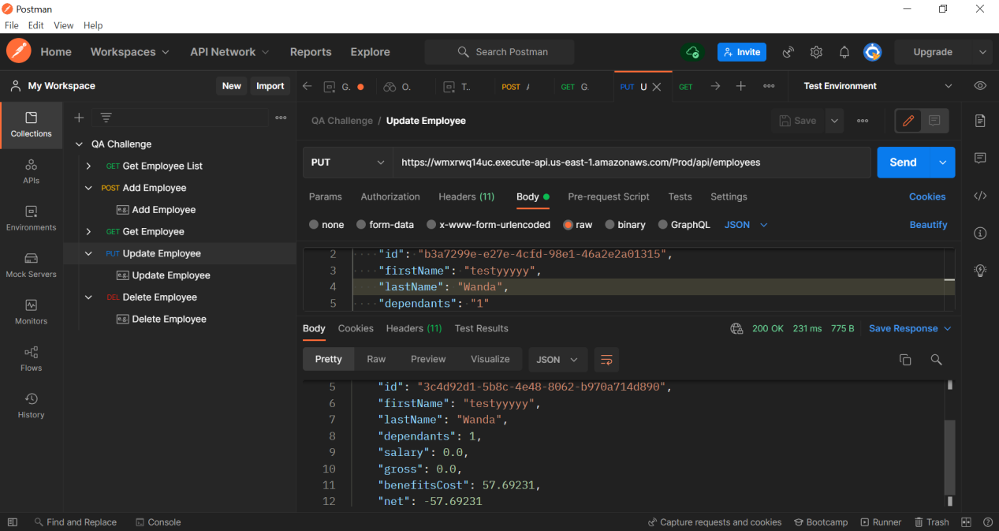 Postman
File Edit View Help
Home Workspaces API Network Reports Explore Search Postman Invite Upgrade
My Workspace New Import G. O. T.. POST GET G. PUT U GET Test Environment
Collections
APIs
Environments
Mock Servers
Monitors
Flows
History
QA Challenge
GET Get Employee List
POST Add Employee
e.g. Add Employee
GET Get Employee
PUT Update Employee
e.g. Update Employee
DEL Delete Employee
e.g. Delete Employee
QA Challenge / Update Employee Save
PUT https://wmxrwq14uc.execute-api.us-east-1.amazonaws.com/Prod/api/employees Send
Params Authorization Headers (11) Body Pre-request Script Tests Settings Cookies
none form-data x-www-form-urlencoded raw binary GraphQL JSON Beautify
2 "id": "b3a7299e-e27e-4cfd-98e1-46a2e2a01315",
3 "firstName": "testyyyyy",
4 "lastName": "Wanda",
5 "dependants": "1"
Body Cookies Headers (11) Test Results 200 OK 231 ms 775 B Save Response
Pretty Raw Preview Visualize JSON
5 "id": "3c4d92d1-5b8c-4e48-8062-b970a714d890",
6 "firstName": "testyyyyy",
7 "lastName": "Wanda",
8 "dependants": 1,
9 "salary": 0.0,
10 "gross": 0.0,
11 "benefitsCost": 57.69231,
12 "net": -57.69231
Find and Replace Console Capture requests and cookies Bootcamp Runner Trash